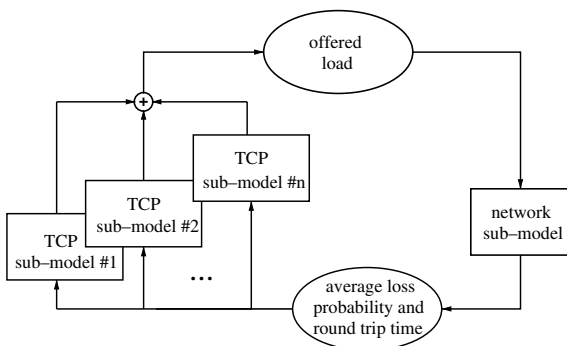 offered
load
+
TCP
sub–model #n
TCP
sub–model #2
TCP
sub–model #1
...
network
sub–model
average loss
probability and
round trip time